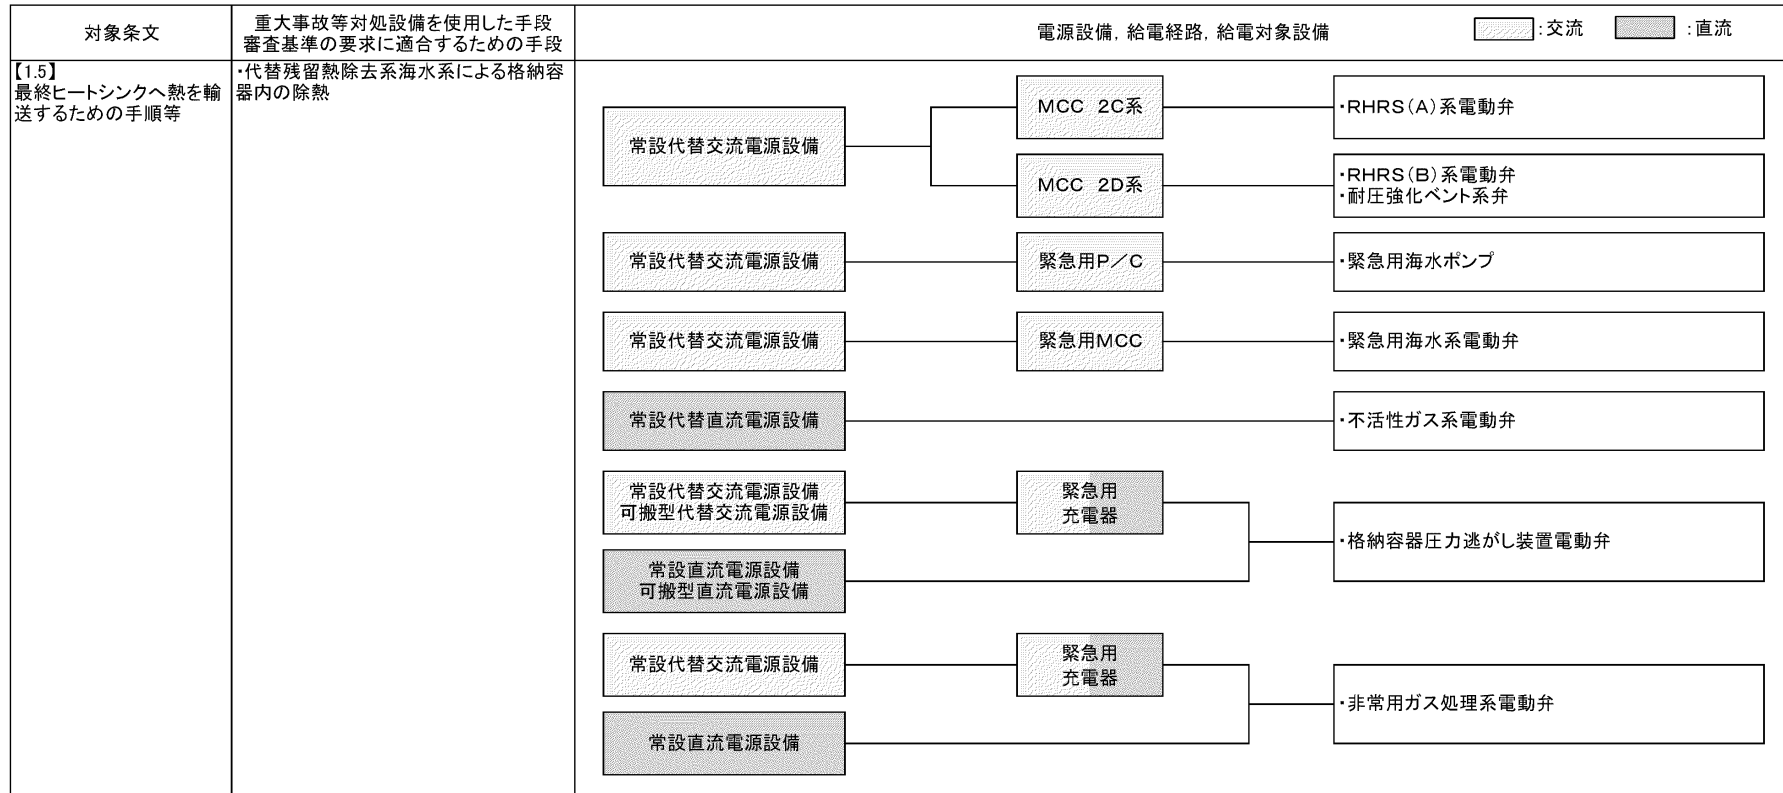 対象条文
重大事故等対処設備を使用した手段
審査基準の要求に適合するための手段
電源設備，給電経路，給電対象設備
:交流
:直流
【1.5】
最終ヒートシンクへ熱を輸
送するための手順等
・代替残留熱除去系海水系による格納容
器内の除熱
常設代替交流電源設備
MCC 2C系
・RHRS(A)系電動弁
MCC 2D系
・RHRS(B)系電動弁
・耐圧強化ベント系弁
常設代替交流電源設備
緊急用P／C
・緊急用海水ポンプ
常設代替交流電源設備
緊急用MCC
・緊急用海水系電動弁
常設代替直流電源設備
・不活性ガス系電動弁
常設代替交流電源設備
可搬型代替交流電源設備
緊急用
充電器
常設直流電源設備
可搬型直流電源設備
・格納容器圧力逃がし装置電動弁
常設代替交流電源設備
緊急用
充電器
常設直流電源設備
・非常用ガス処理系電動弁